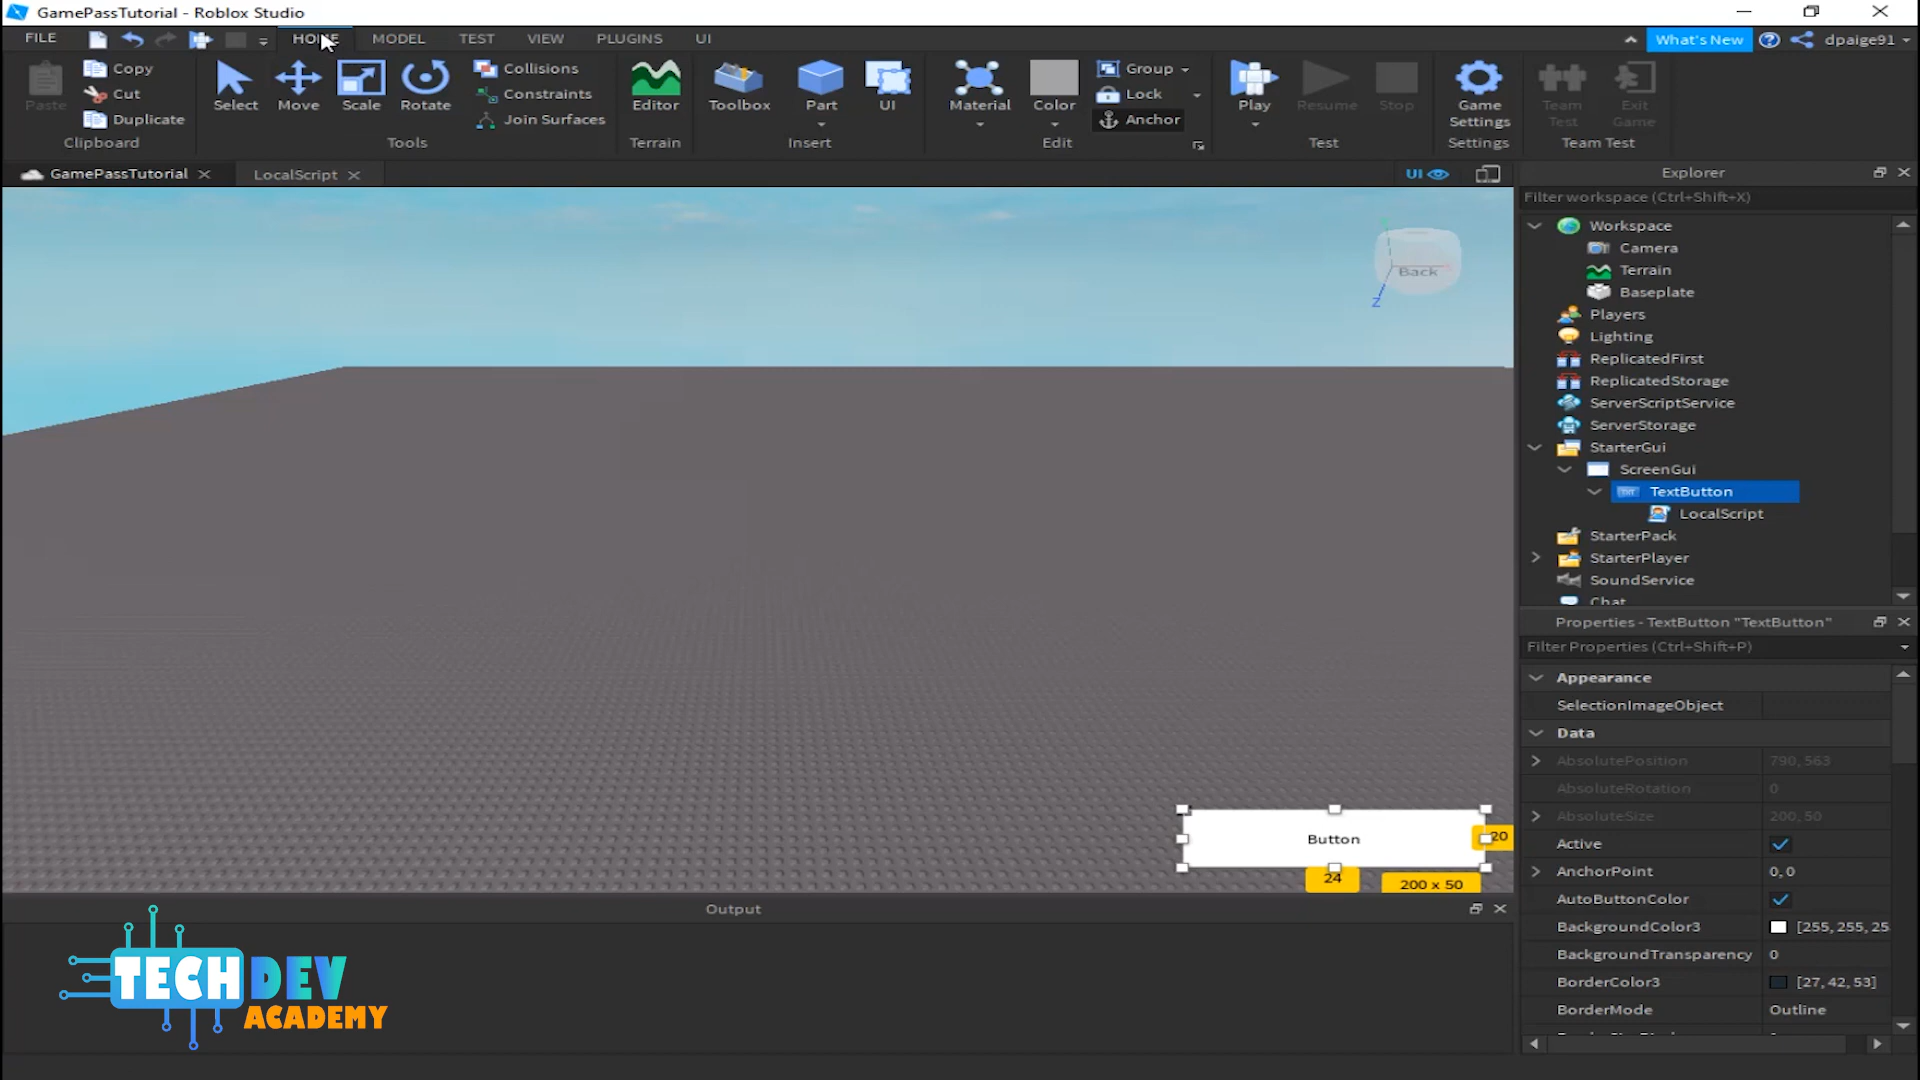 GamePassTutorial - Roblox Studio
FILE HOME MODEL TEST VIEW PLUGINS UI What's New dpaige91
Paste Copy Cut Duplicate Clipboard
Select Move Scale Rotate Collisions Constraints Join Surfaces Tools
Editor Terrain
Toolbox Part UI Insert
Material Color Group Lock Anchor Edit
Play Resume Stop Test
Game Settings Settings
Team Test Exit Game Team Test
GamePassTutorial LocalScript UI
Back
Z
Button
20
24
200 x 50
Output
TECHDEV
ACADEMY
Explorer
Filter workspace (Ctrl+Shift+X)
Workspace
Camera
Terrain
Baseplate
Players
Lighting
ReplicatedFirst
ReplicatedStorage
ServerScriptService
ServerStorage
StarterGui
ScreenGui
TextButton
LocalScript
StarterPack
StarterPlayer
SoundService
Chat
Properties - TextButton "TextButton"
Filter Properties (Ctrl+Shift+P)
Appearance
SelectionImageObject
Data
AbsolutePosition 790, 563
AbsoluteRotation 0
AbsoluteSize 200, 50
Active
AnchorPoint 0, 0
AutoButtonColor
BackgroundColor3 [255, 255, 25
BackgroundTransparency 0
BorderColor3 [27, 42, 53]
BorderMode Outline